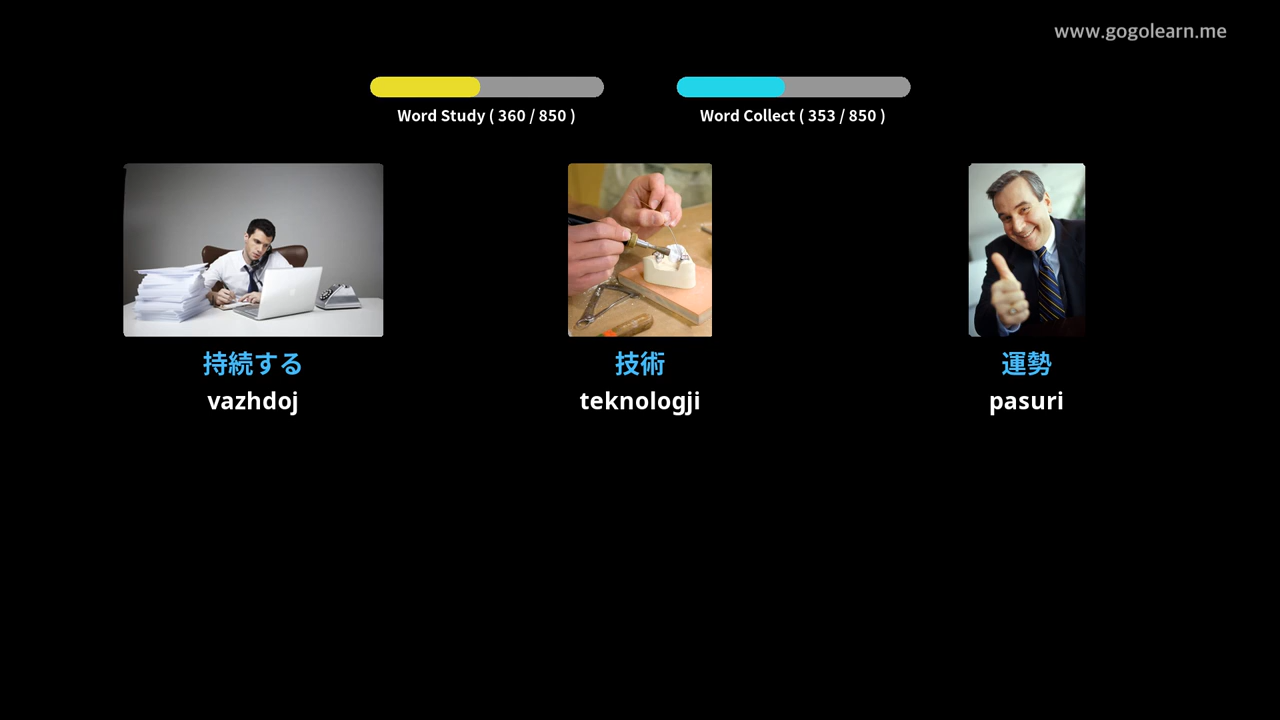 www.gogolearn.me
Word Study ( 360 / 850 )
Word Collect ( 353 / 850 )
持続する
vazhdoj
技術
teknologji
運勢
pasuri